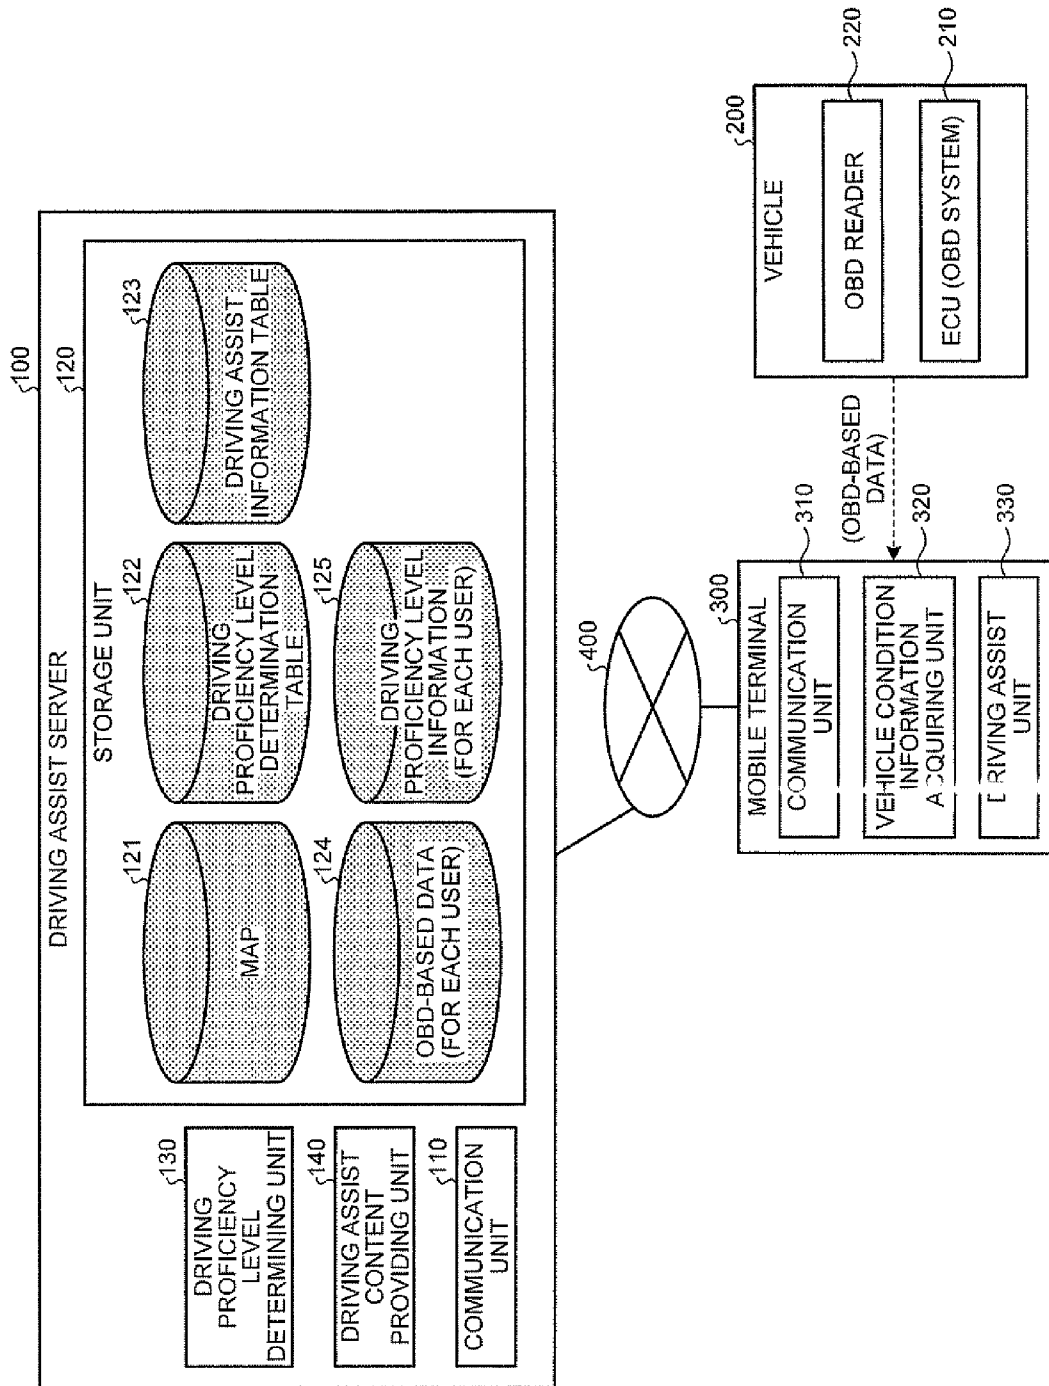 DRIVING ASSIST SERVER
100
STORAGE UNIT
120
121
MAP
122
DRIVING
PROFICIENCY LEVEL
DETERMINATION
TABLE
123
DRIVING ASSIST
INFORMATION TABLE
124
OBD-BASED DATA
(FOR EACH USER)
125
DRIVING
PROFICIENCY LEVEL
INFORMATION
(FOR EACH USER)
130
DRIVING
PROFICIENCY
LEVEL
DETERMINING UNIT
140
DRIVING ASSIST
CONTENT
PROVIDING UNIT
110
COMMUNICATION
UNIT
400
MOBILE TERMINAL
300
COMMUNICATION
UNIT
310
VEHICLE CONDITION
INFORMATION
ACQUIRING UNIT
320
DRIVING ASSIST
UNIT
330
(OBD-BASED
DATA)
VEHICLE
200
OBD READER
220
ECU (OBD SYSTEM)
210